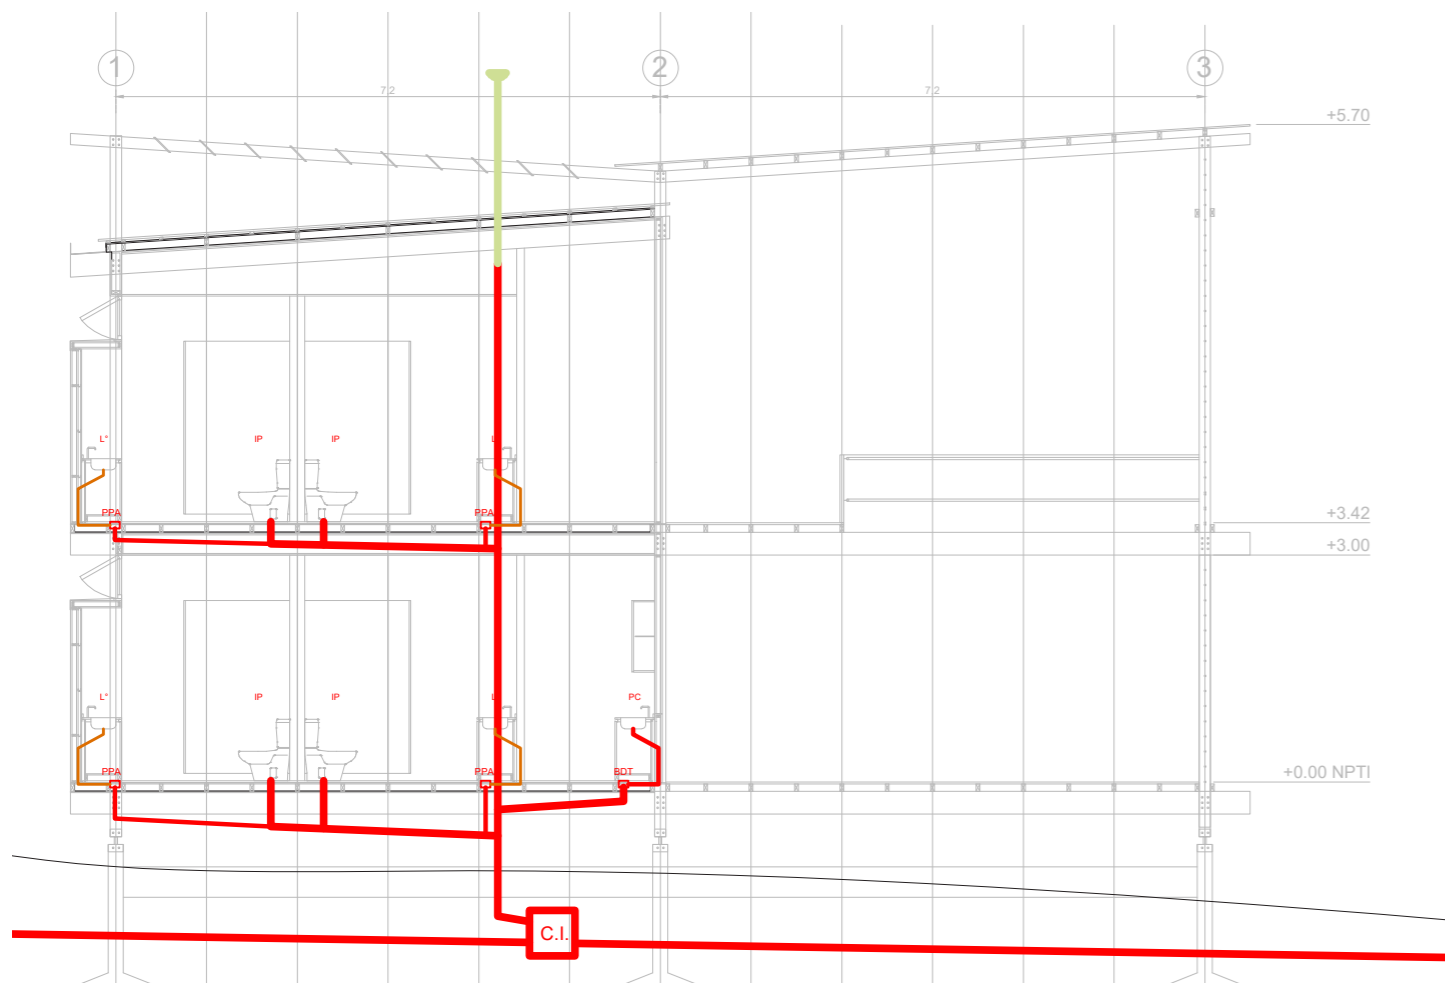 1 2 3
7.2 7.2
+5.70
L° IP IP
PPA PPA
+3.42
+3.00
L° IP IP PC
PPA PPA BDT
+0.00 NPTI
C.I.